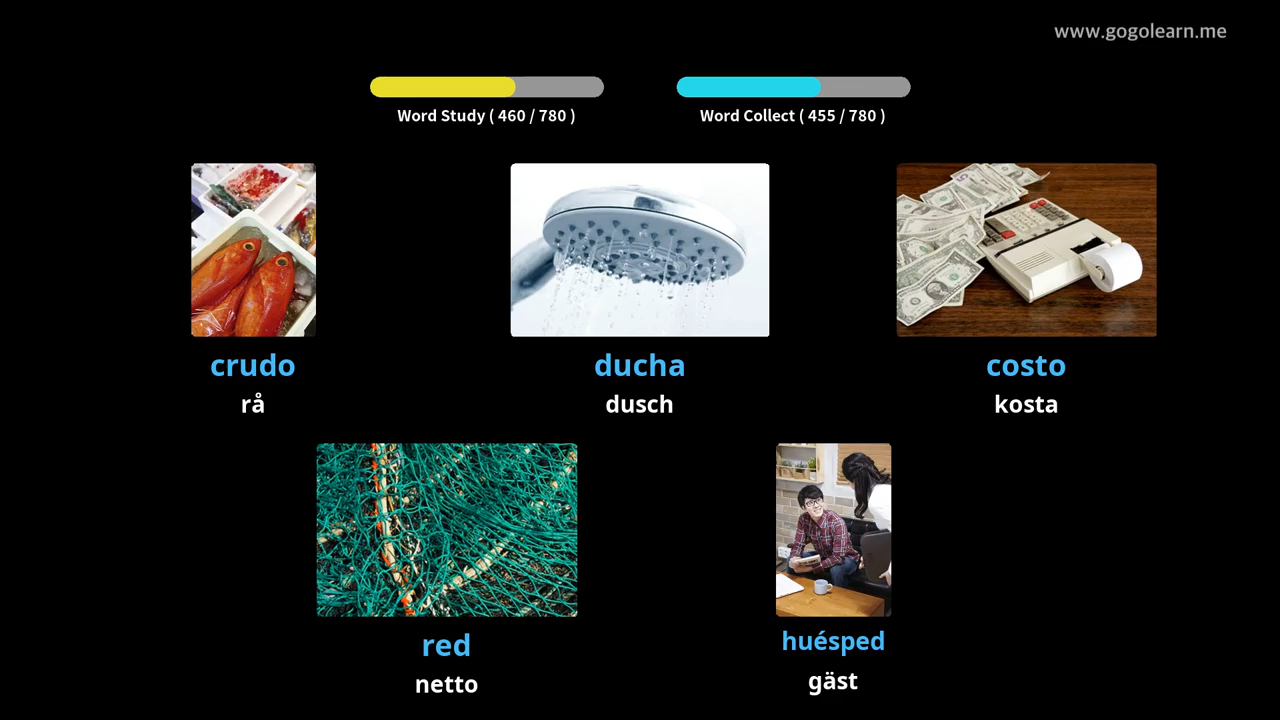 www.gogolearn.me
Word Study ( 460 / 780 )
Word Collect ( 455 / 780 )
crudo
rå
ducha
dusch
costo
kosta
red
netto
huésped
gäst